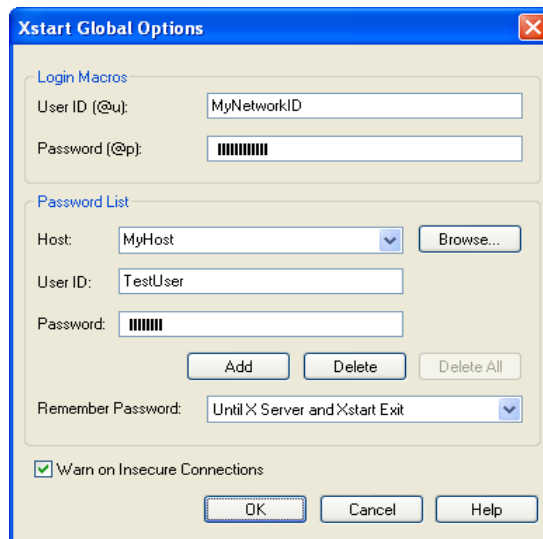 Xstart Global Options
Login Macros
User ID (@u): MyNetworkID
Password (@p):
Password List
Host: MyHost Browse...
User ID: TestUser
Password:
Add Delete Delete All
Remember Password: Until X Server and Xstart Exit
Warn on Insecure Connections
OK Cancel Help